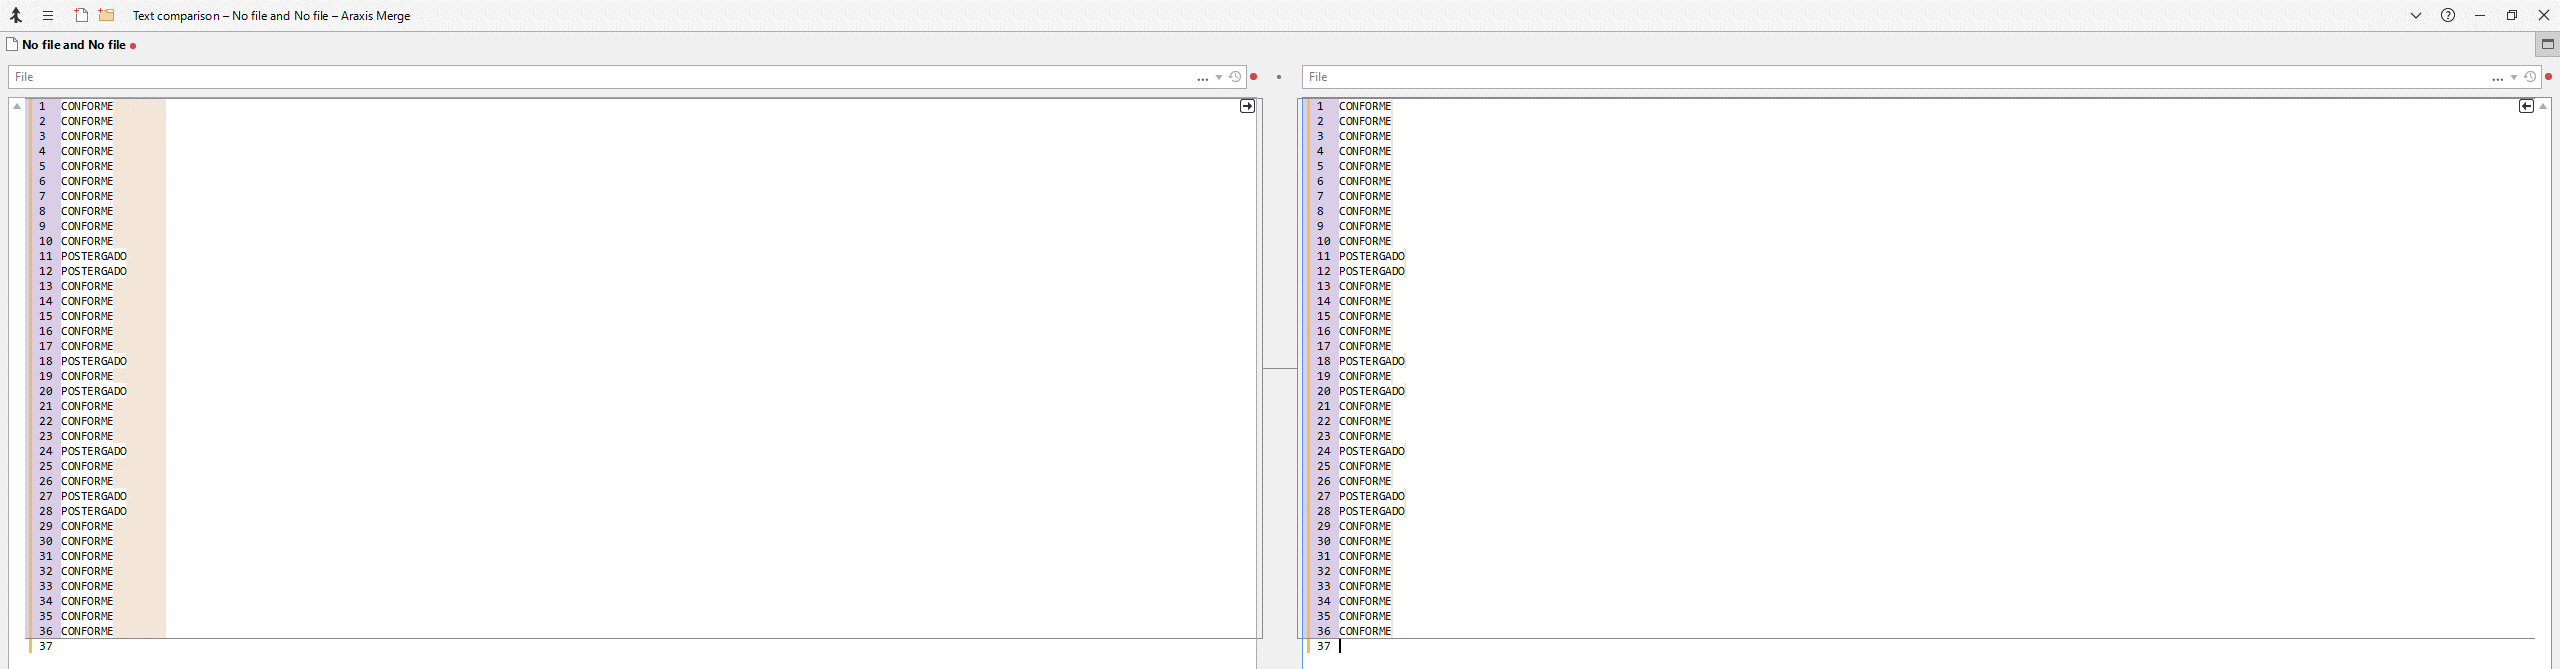 Text comparison – No file and No file – Araxis Merge
No file and No file
File ...
1 CONFORME
2 CONFORME
3 CONFORME
4 CONFORME
5 CONFORME
6 CONFORME
7 CONFORME
8 CONFORME
9 CONFORME
10 CONFORME
11 POSTERGADO
12 POSTERGADO
13 CONFORME
14 CONFORME
15 CONFORME
16 CONFORME
17 CONFORME
18 POSTERGADO
19 CONFORME
20 POSTERGADO
21 CONFORME
22 CONFORME
23 CONFORME
24 POSTERGADO
25 CONFORME
26 CONFORME
27 POSTERGADO
28 POSTERGADO
29 CONFORME
30 CONFORME
31 CONFORME
32 CONFORME
33 CONFORME
34 CONFORME
35 CONFORME
36 CONFORME
37
File ...
1 CONFORME
2 CONFORME
3 CONFORME
4 CONFORME
5 CONFORME
6 CONFORME
7 CONFORME
8 CONFORME
9 CONFORME
10 CONFORME
11 POSTERGADO
12 POSTERGADO
13 CONFORME
14 CONFORME
15 CONFORME
16 CONFORME
17 CONFORME
18 POSTERGADO
19 CONFORME
20 POSTERGADO
21 CONFORME
22 CONFORME
23 CONFORME
24 POSTERGADO
25 CONFORME
26 CONFORME
27 POSTERGADO
28 POSTERGADO
29 CONFORME
30 CONFORME
31 CONFORME
32 CONFORME
33 CONFORME
34 CONFORME
35 CONFORME
36 CONFORME
37